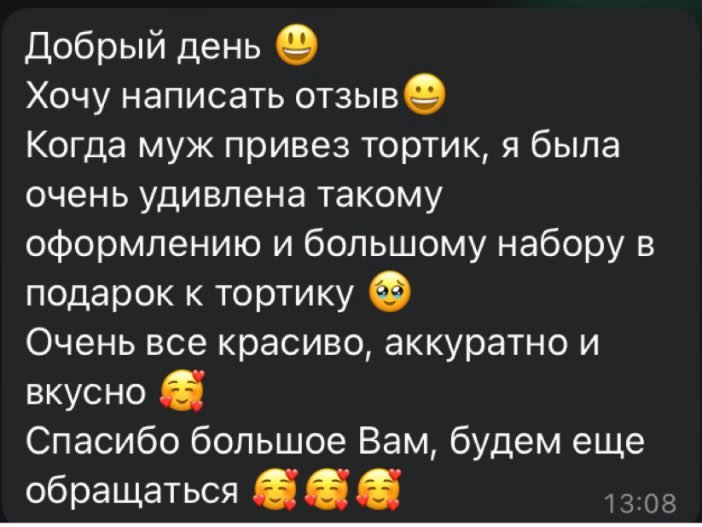 Добрый день 😃
Хочу написать отзыв😀
Когда муж привез тортик, я была
очень удивлена такому
оформлению и большому набору в
подарок к тортику 🥹
Очень все красиво, аккуратно и
вкусно 🥰
Спасибо большое Вам, будем еще
обращаться 🥰🥰🥰
13:08